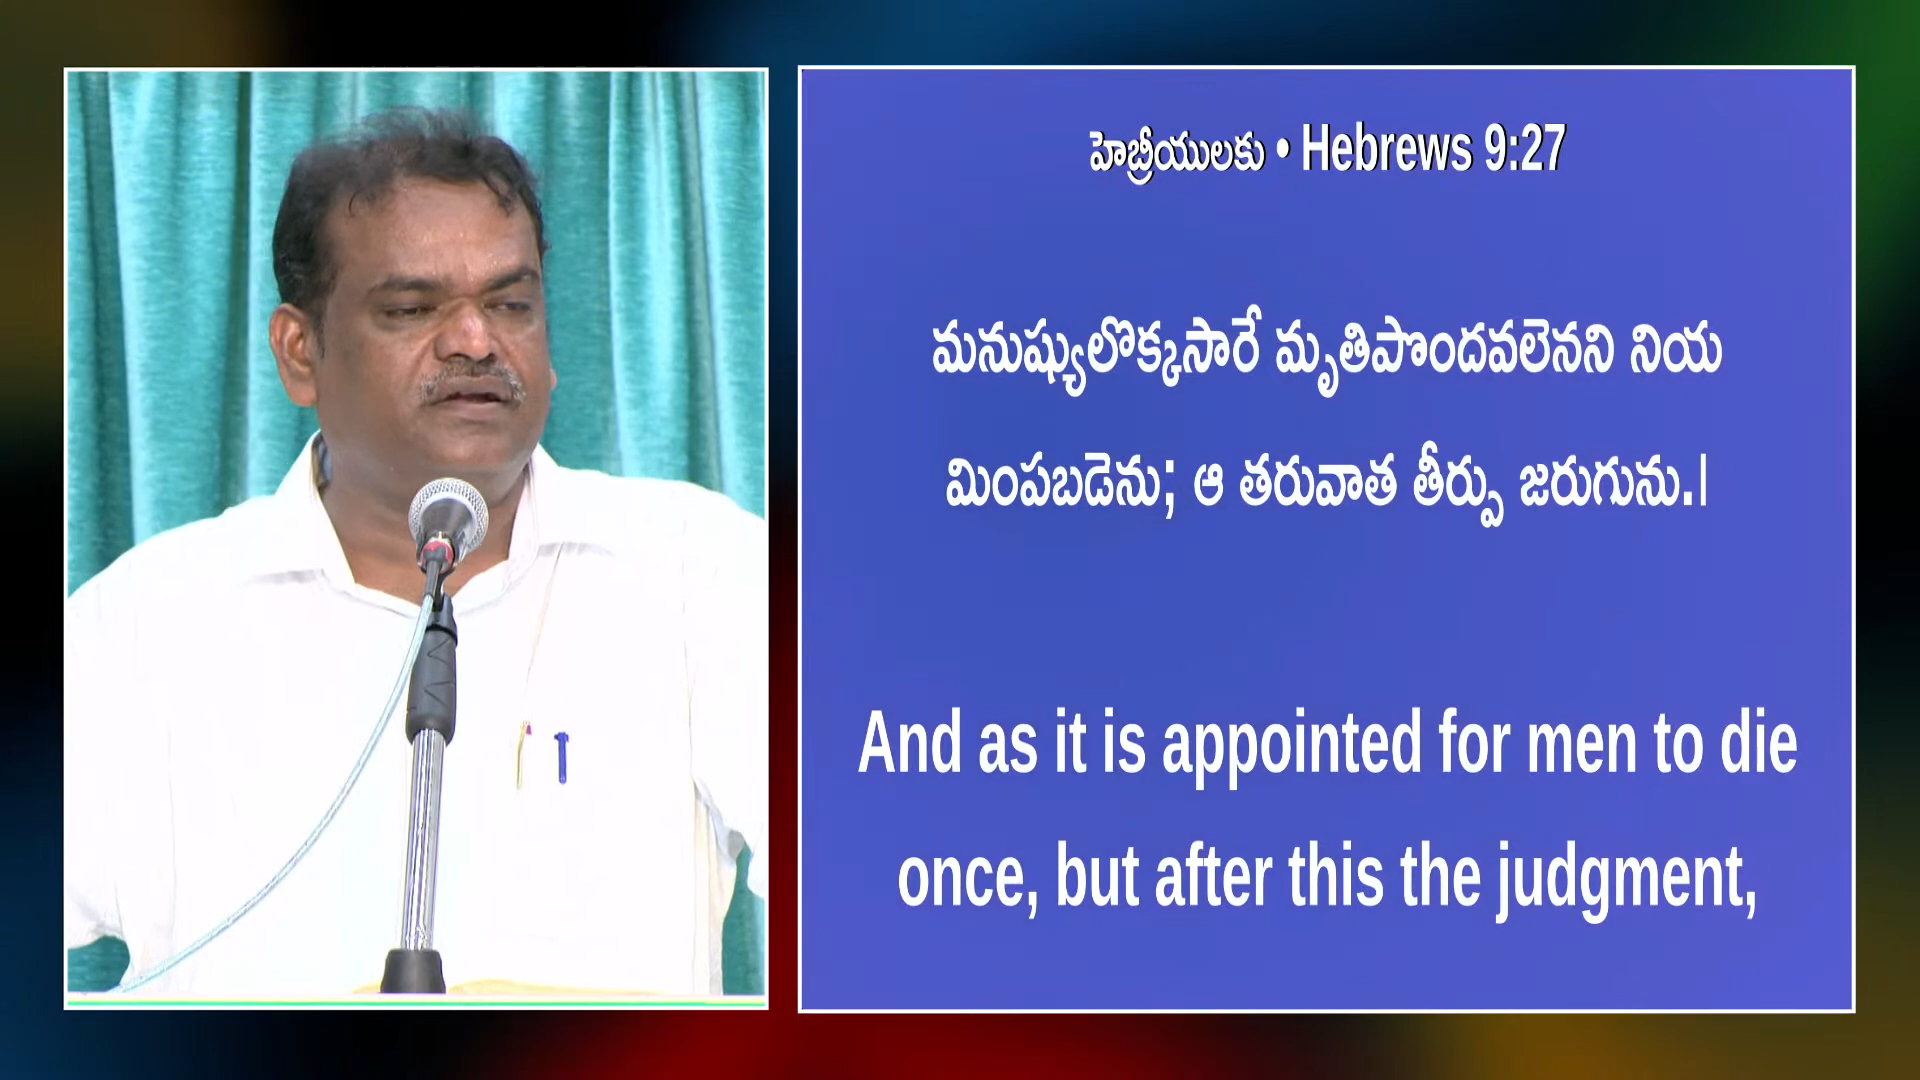 హెబ్రీయులకు • Hebrews 9:27
మనుష్యులొక్కసారే మృతిపొందవలెనని నియ
మింపబడెను; ఆ తరువాత తీర్పు జరుగును.|
And as it is appointed for men to die
once, but after this the judgment,